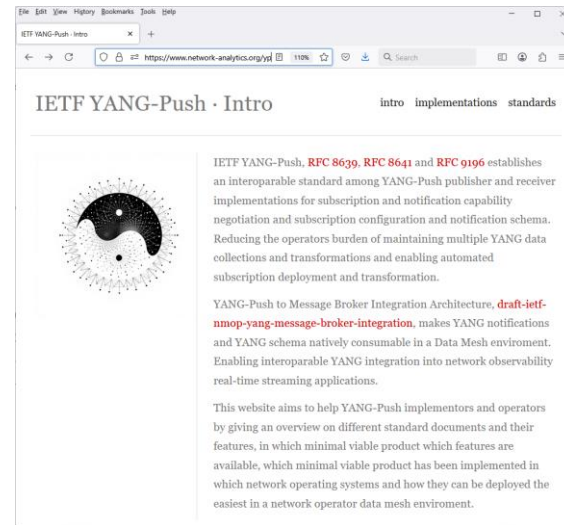 File Edit View History Bookmarks Tools Help
IETF YANG-Push - Intro
https://www.network-analytics.org/yp
110%
Search
IETF YANG-Push · Intro
intro implementations standards
IETF YANG-Push, RFC 8639, RFC 8641 and RFC 9196 establishes
an interoparable standard among YANG-Push publisher and receiver
implementations for subscription and notification capability
negotiation and subscription configuration and notification schema.
Reducing the operators burden of maintaining multiple YANG data
collections and transformations and enabling automated
subscription deployment and transformation.
YANG-Push to Message Broker Integration Architecture, draft-ietf-
nmop-yang-message-broker-integration, makes YANG notifications
and YANG schema natively consumable in a Data Mesh enviroment.
Enabling interoparable YANG integration into network observability
real-time streaming applications.
This website aims to help YANG-Push implementors and operators
by giving an overview on different standard documents and their
features, in which minimal viable product which features are
available, which minimal viable product has been implemented in
which network operating systems and how they can be deployed the
easiest in a network operator data mesh enviroment.